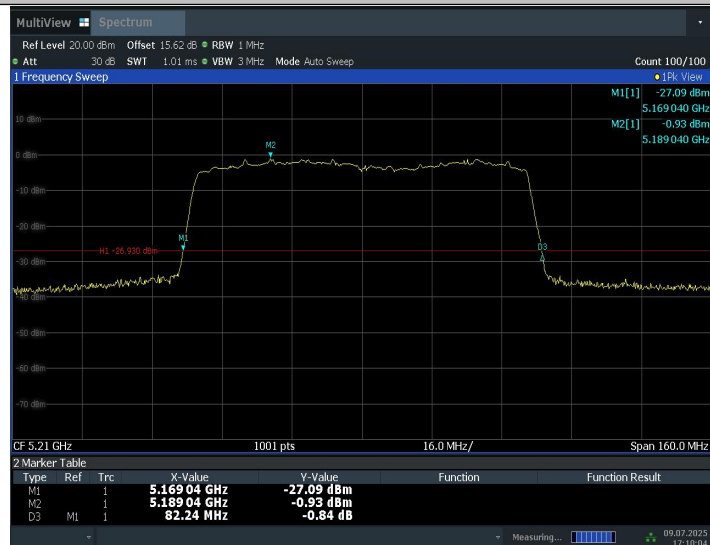 MultiView Spectrum
Ref Level 20.00 dBm Offset 15.62 dB RBW 1 MHz
Att 30 dB SWT 1.01 ms VBW 3 MHz Mode Auto Sweep Count 100/100
1 Frequency Sweep 1Pk View
M1[1] -27.09 dBm
5.169 040 GHz
10 dBm
M2[1] -0.93 dBm
5.189 040 GHz
M2
0 dBm
-10 dBm
-20 dBm
M1
H1 -26.930 dBm
D3
-30 dBm
-40 dBm
-50 dBm
-60 dBm
-70 dBm
CF 5.21 GHz 1001 pts 16.0 MHz/ Span 160.0 MHz
2 Marker Table
Type Ref Trc X-Value Y-Value Function Function Result
M1 1 5.169 04 GHz -27.09 dBm
M2 1 5.189 04 GHz -0.93 dBm
D3 M1 1 82.24 MHz -0.84 dB
Measuring... 09.07.2025
17:10:04